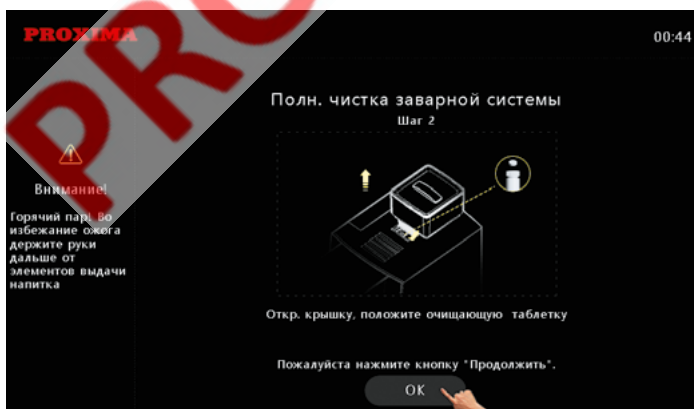 PROXIMA
00:44
Полн. чистка заварной системы
Шаг 2
Внимание!
Горячий пар! Во
избежание ожога
держите руки
дальше от
элементов выдачи
напитка
Откр. крышку, положите очищающую таблетку
Пожалуйста нажмите кнопку "Продолжить".
OK
PRO